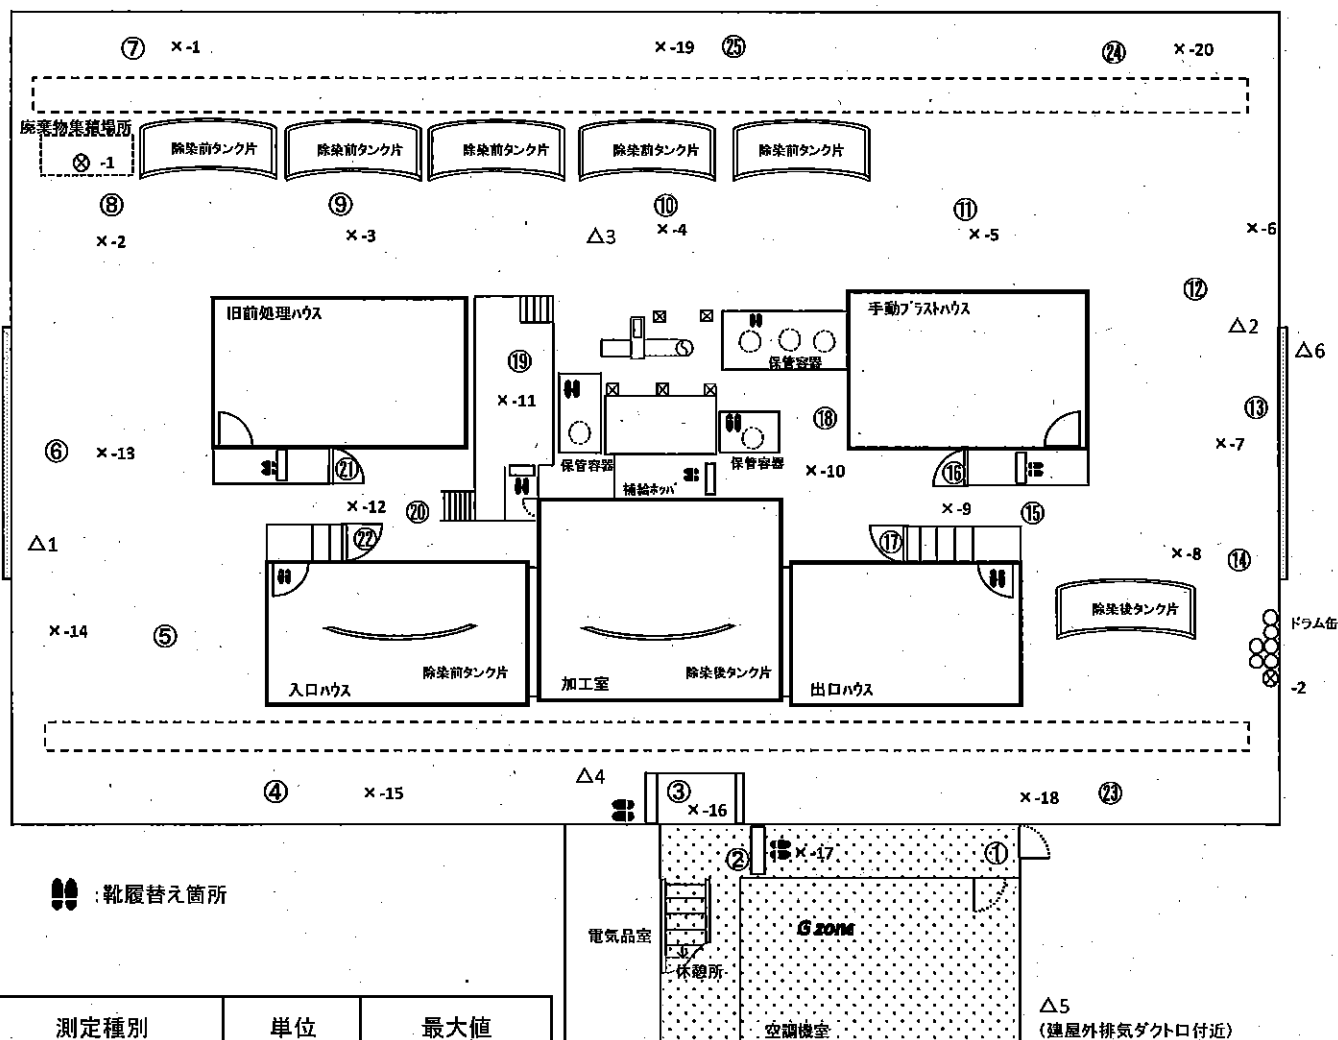 ⑦ ×-1 ×-19 ㉕ ㉔ ×-20
廃棄物集積場所
⊗ -1
除染前タンク片 除染前タンク片 除染前タンク片 除染前タンク片 除染前タンク片
⑧ ⑨ ⑩ ⑪
×-2 ×-3 △3 ×-4 ×-5 ×-6
⑫
旧前処理ハウス 手動ブラストハウス
△2 △6
保管容器
⑲
×-11
⑱ ⑬
⑥ ×-13 ×-7
保管容器 保管容器
㉑ ×-10 ⑯
補給ホッパ
×-12 ⑳ ×-9 ⑮
△1 ㉒ ⑰ ×-8 ⑭
除染後タンク片
ドラム缶
×-14 ⑤
除染前タンク片 除染後タンク片
入口ハウス 加工室 出口ハウス
-2
△4
④ ×-15 ③ ×-16 ×-18 ㉓
② ×-17 ①
:靴履替え箇所
G zone
電気品室
休憩所
△5
測定種別 単位 最大値
空調機室
(建屋外排気ダクト口付近)